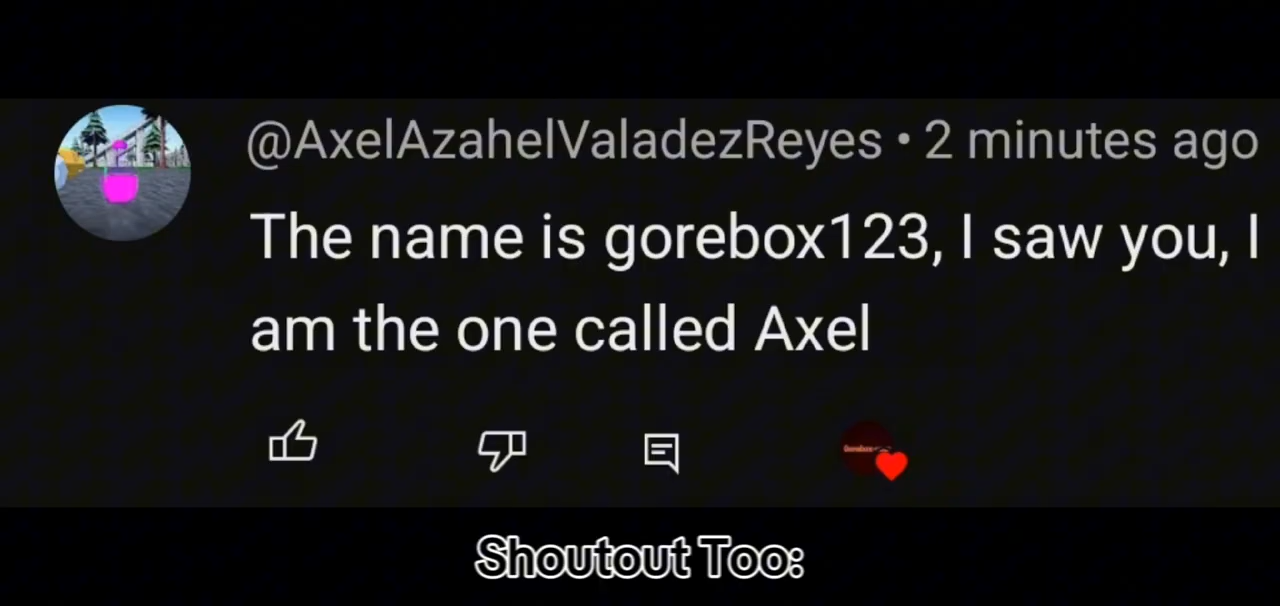 @AxelAzahelValadezReyes • 2 minutes ago
The name is gorebox123, I saw you, I
am the one called Axel
Shoutout Too: